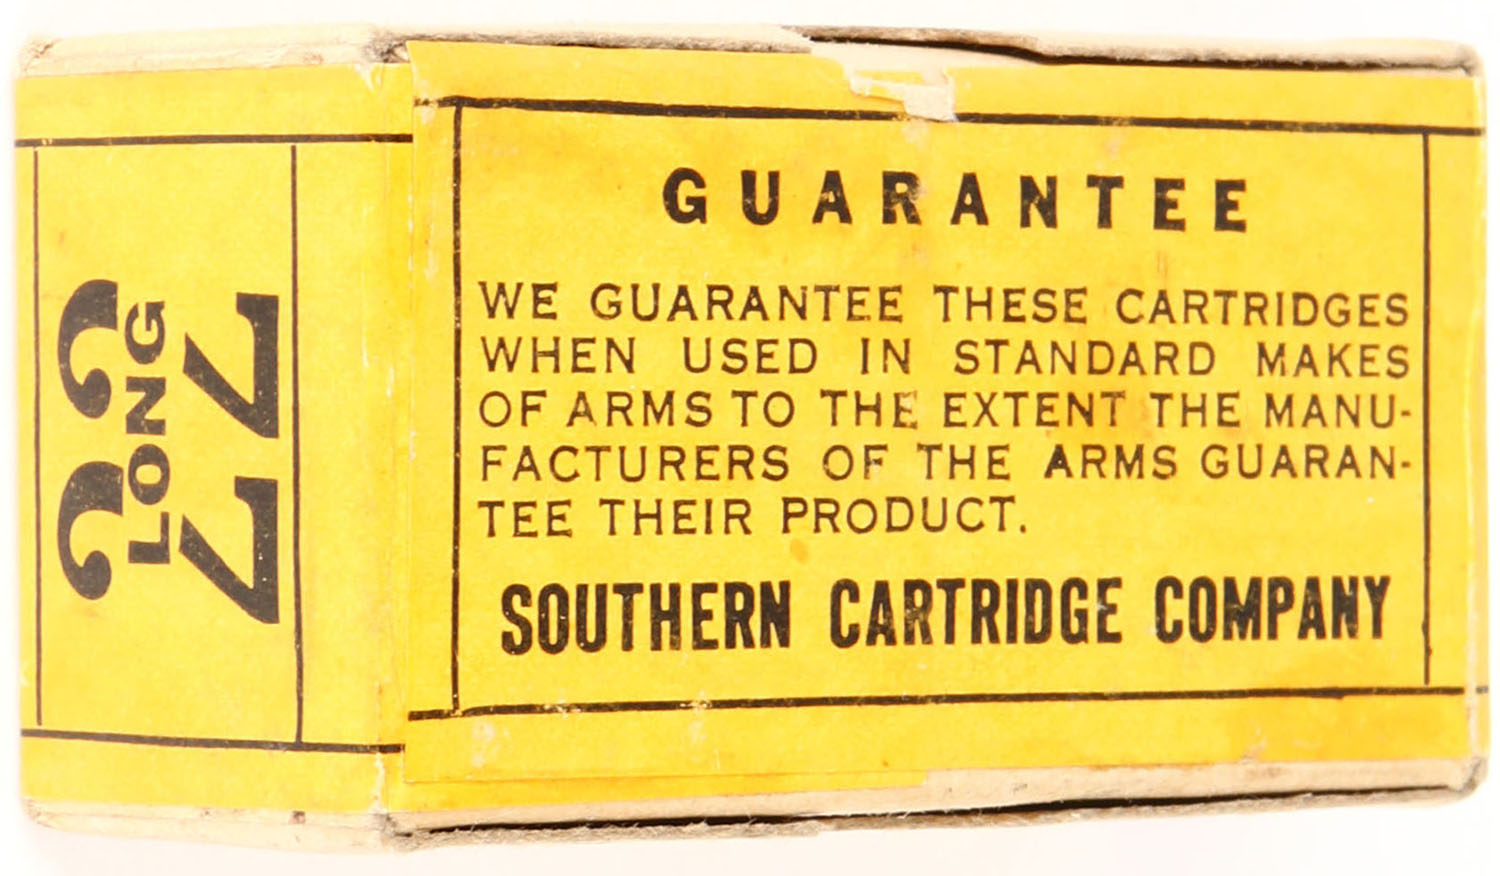 22
LONG
GUARANTEE
WE GUARANTEE THESE CARTRIDGES
WHEN USED IN STANDARD MAKES
OF ARMS TO THE EXTENT THE MANU-
FACTURERS OF THE ARMS GUARAN-
TEE THEIR PRODUCT.
SOUTHERN CARTRIDGE COMPANY